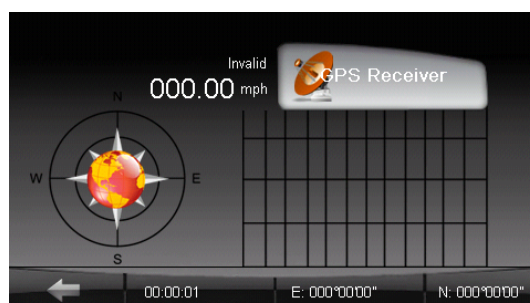 Invalid
000.00 mph
GPS Receiver
N
W
E
S
00:00:01
E: 000°00'00"
N: 000°00'00"